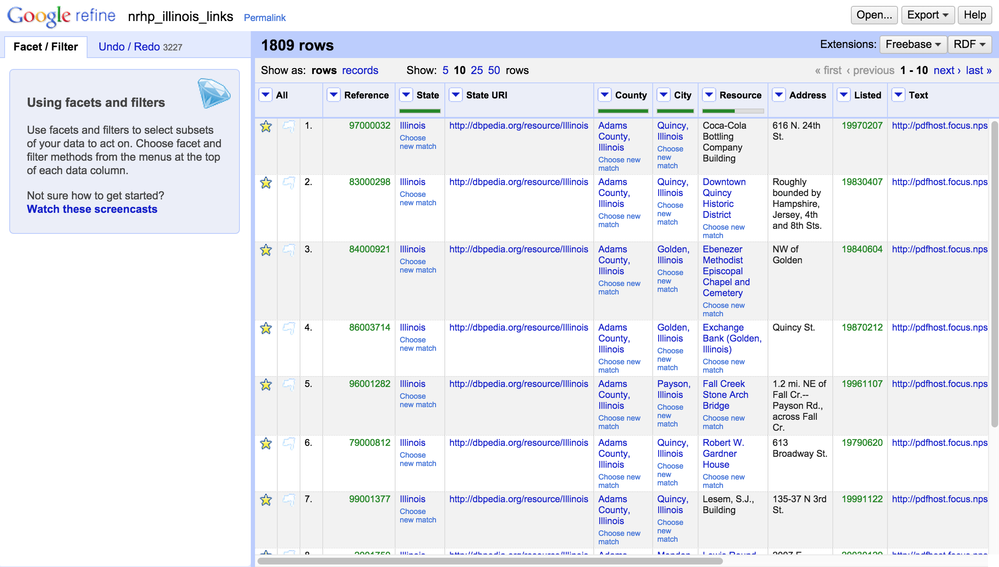 Google refine nrhp_illinois_links Permalink Open... Export Help
Facet / Filter Undo / Redo 3227
Using facets and filters
Use facets and filters to select subsets
of your data to act on. Choose facet and
filter methods from the menus at the top
of each data column.
Not sure how to get started?
Watch these screencasts
1809 rows Extensions: Freebase RDF
Show as: rows records Show: 5 10 25 50 rows « first ‹ previous 1 - 10 next › last »
All Reference State State URI County City Resource Address Listed Text
1. 97000032 Illinois http://dbpedia.org/resource/Illinois Adams Quincy, Coca-Cola 616 N. 24th 19970207 http://pdfhost.focus.nps
Choose County, Illinois Bottling St.
new match Illinois Choose Company
Choose new new Building
match match
2. 83000298 Illinois http://dbpedia.org/resource/Illinois Adams Quincy, Downtown Roughly 19830407 http://pdfhost.focus.nps
Choose County, Illinois Quincy bounded by
new match Illinois Choose Historic Hampshire,
Choose new new District Jersey, 4th
match match Choose new and 8th Sts.
match
3. 84000921 Illinois http://dbpedia.org/resource/Illinois Adams Golden, Ebenezer NW of 19840604 http://pdfhost.focus.nps
Choose County, Illinois Methodist Golden
new match Illinois Choose Episcopal
Choose new new Chapel and
match match Cemetery
Choose new
match
4. 86003714 Illinois http://dbpedia.org/resource/Illinois Adams Golden, Exchange Quincy St. 19870212 http://pdfhost.focus.nps
Choose County, Illinois Bank (Golden,
new match Illinois Choose Illinois)
Choose new new Choose new
match match match
5. 96001282 Illinois http://dbpedia.org/resource/Illinois Adams Payson, Fall Creek 1.2 mi. NE of 19961107 http://pdfhost.focus.nps
Choose County, Illinois Stone Arch Fall Cr.--
new match Illinois Choose Bridge Payson Rd.,
Choose new new Choose new across Fall
match match match Cr.
6. 79000812 Illinois http://dbpedia.org/resource/Illinois Adams Quincy, Robert W. 613 19790620 http://pdfhost.focus.nps
Choose County, Illinois Gardner Broadway St.
new match Illinois Choose House
Choose new new Choose new
match match match
7. 99001377 Illinois http://dbpedia.org/resource/Illinois Adams Quincy, Lesem, S.J., 135-37 N 3rd 19991122 http://pdfhost.focus.nps
Choose County, Illinois Building St.
new match Illinois Choose
Choose new new
match match
Illinois http://dbpedia.org/resource/Illinois Adams